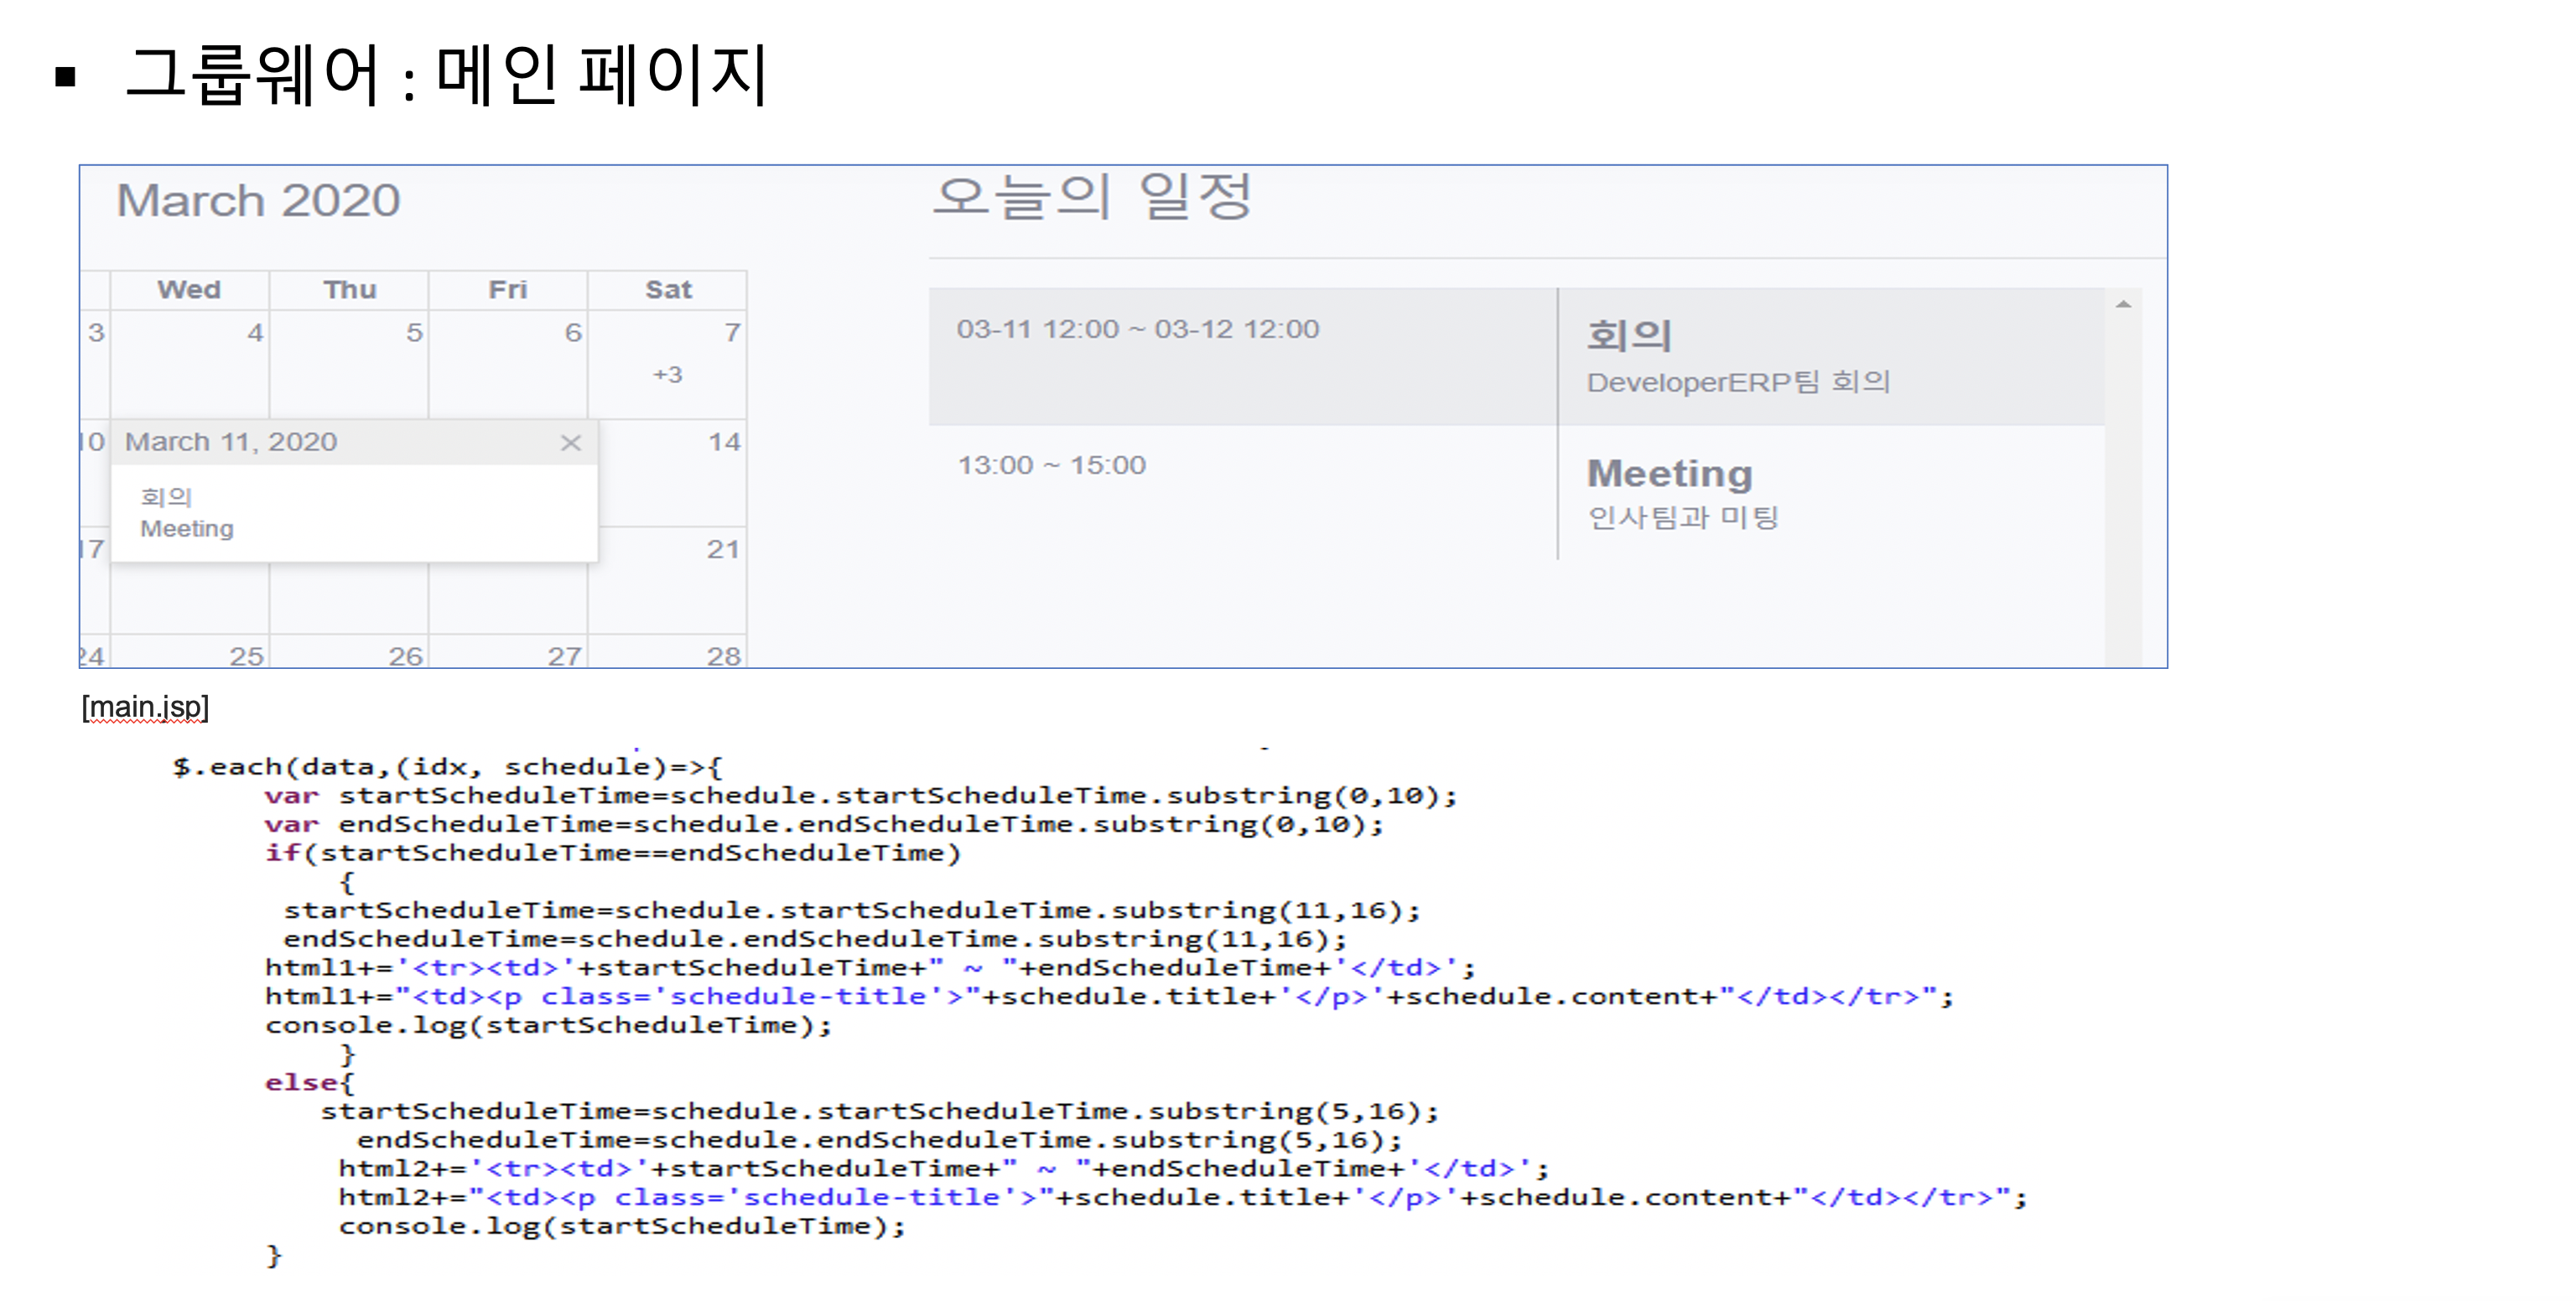 ▪ 그룹웨어 : 메인 페이지
March 2020
Wed Thu Fri Sat
3 4 5 6 7
+3
10 March 11, 2020 × 14
회의
Meeting
17 21
24 25 26 27 28
오늘의 일정
03-11 12:00 ~ 03-12 12:00
회의
DeveloperERP팀 회의
13:00 ~ 15:00
Meeting
인사팀과 미팅
[main.jsp]
$.each(data,(idx, schedule)=>{
var startScheduleTime=schedule.startScheduleTime.substring(0,10);
var endScheduleTime=schedule.endScheduleTime.substring(0,10);
if(startScheduleTime==endScheduleTime)
{
startScheduleTime=schedule.startScheduleTime.substring(11,16);
endScheduleTime=schedule.endScheduleTime.substring(11,16);
html1+='<tr><td>'+startScheduleTime+" ~ "+endScheduleTime+'</td>';
html1+="<td><p class='schedule-title'>"+schedule.title+'</p>'+schedule.content+"</td></tr>";
console.log(startScheduleTime);
}
else{
startScheduleTime=schedule.startScheduleTime.substring(5,16);
endScheduleTime=schedule.endScheduleTime.substring(5,16);
html2+='<tr><td>'+startScheduleTime+" ~ "+endScheduleTime+'</td>';
html2+="<td><p class='schedule-title'>"+schedule.title+'</p>'+schedule.content+"</td></tr>";
console.log(startScheduleTime);
}